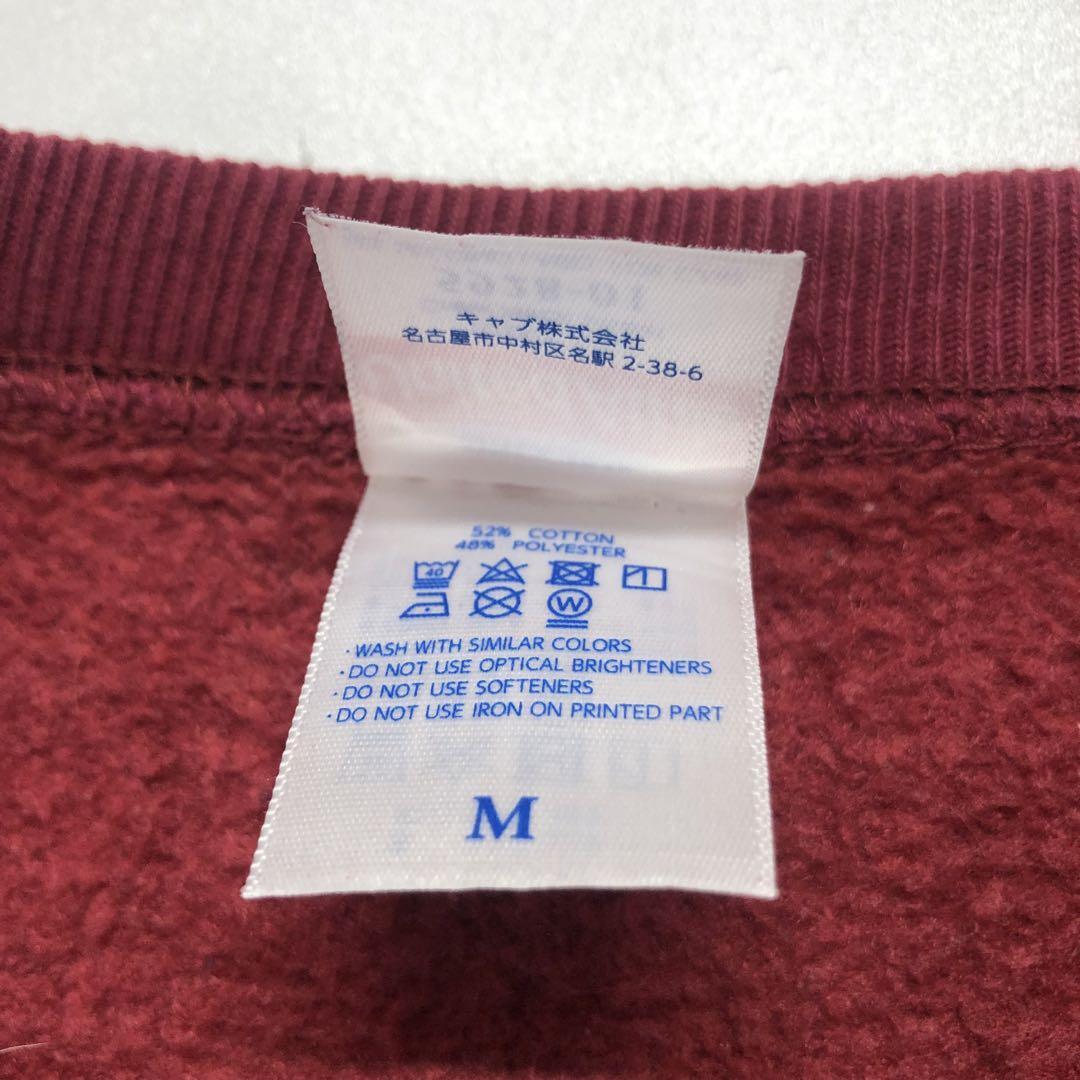 キャブ株式会社
名古屋市中村区名駅 2-38-6
52% COTTON
48% POLYESTER
40 1
W
· WASH WITH SIMILAR COLORS
· DO NOT USE OPTICAL BRIGHTENERS
· DO NOT USE SOFTENERS
· DO NOT USE IRON ON PRINTED PART
M